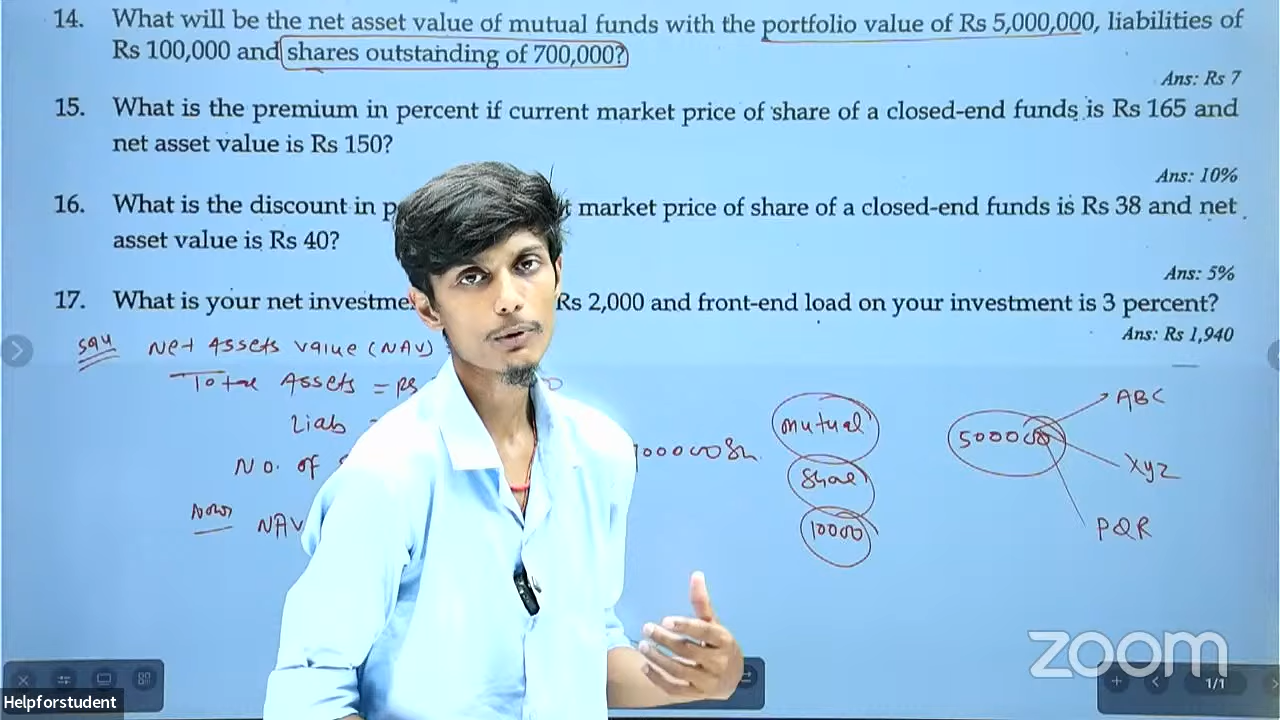 14. What will be the net asset value of mutual funds with the portfolio value of Rs 5,000,000, liabilities of
Rs 100,000 and shares outstanding of 700,000?
Ans: Rs 7
15. What is the premium in percent if current market price of share of a closed-end funds is Rs 165 and
net asset value is Rs 150?
Ans: 10%
16. What is the discount in market price of share of a closed-end funds is Rs 38 and net
asset value is Rs 40?
Ans: 5%
17. What is your net Rs 2,000 and front-end load on your investment is 3 percent?
Ans: Rs 1,940
Net Assets value (NAV)
Total Assets = Rs
Liab
No. of
NAV
mutual
Share
10000
500000
ABC
XYZ
PQR
zoom
1/1
Helpforstudent